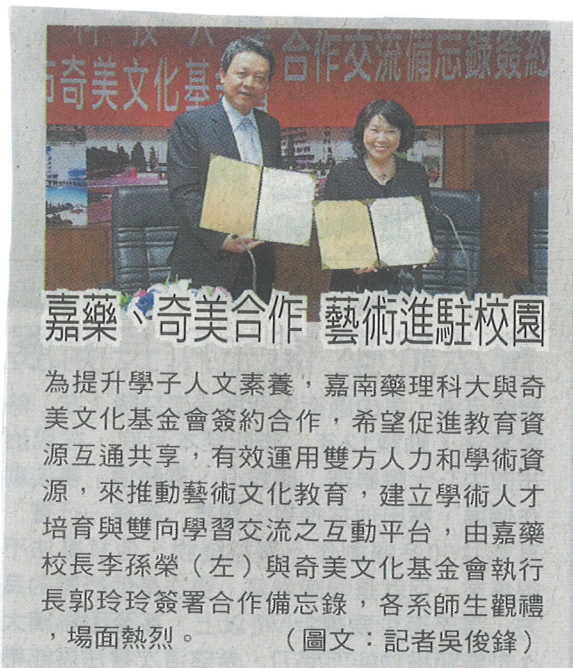 科技大
合作交流備忘錄簽約
市奇美文化基
嘉藥、奇美合作 藝術進駐校園
為提升學子人文素養，嘉南藥理科大與奇
美文化基金會簽約合作，希望促進教育資
源互通共享，有效運用雙方人力和學術資
源，來推動藝術文化教育，建立學術人才
培育與雙向學習交流之互動平台，由嘉藥
校長李孫榮（左）與奇美文化基金會執行
長郭玲玲簽署合作備忘錄，各系師生觀禮
，場面熱烈。　　　（圖文：記者吳俊鋒）